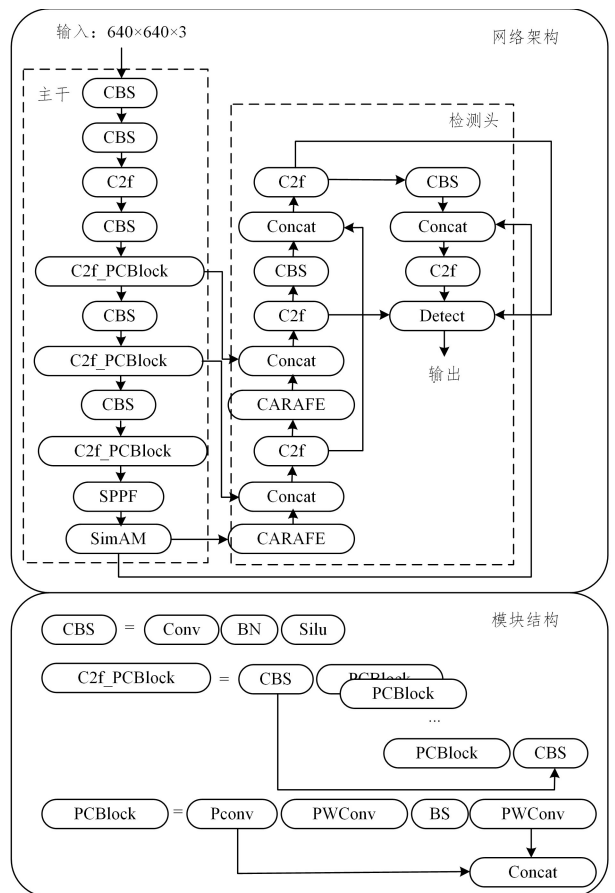 输入：640×640×3
网络架构
主干
CBS
CBS
C2f
CBS
C2f_PCBlock
CBS
C2f_PCBlock
CBS
C2f_PCBlock
SPPF
SimAM
检测头
C2f
Concat
CBS
C2f
Concat
CARAFE
C2f
Concat
CARAFE
CBS
Concat
C2f
Detect
输出
模块结构
CBS = Conv BN Silu
C2f_PCBlock = CBS PCBlock
PCBlock
...
PCBlock CBS
PCBlock = Pconv PWConv BS PWConv
Concat